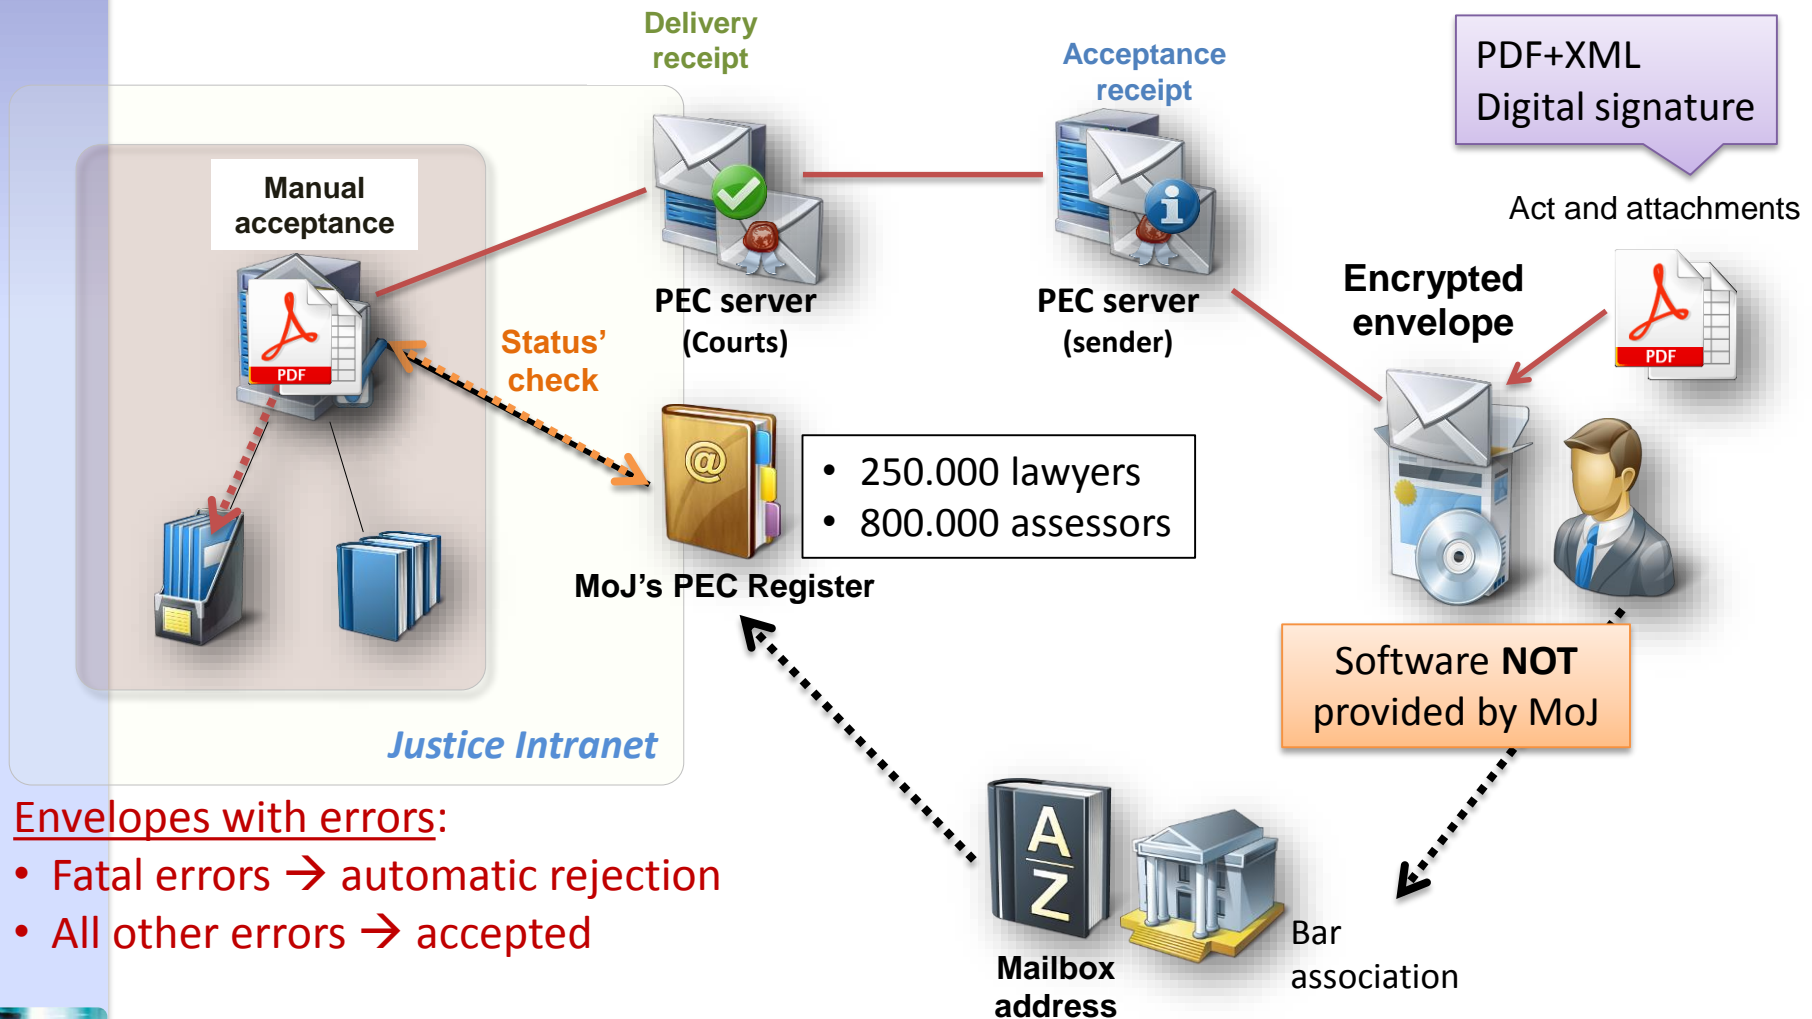 Delivery
receipt
Acceptance
receipt
PDF+XML
Digital signature
Act and attachments
Manual
acceptance
PDF
PEC server
(Courts)
PEC server
(sender)
Encrypted
envelope
PDF
Status’
check
@
• 250.000 lawyers
• 800.000 assessors
MoJ’s PEC Register
Software NOT
provided by MoJ
Justice Intranet
Envelopes with errors:
• Fatal errors → automatic rejection
• All other errors → accepted
A
Z
Mailbox
address
Bar
association